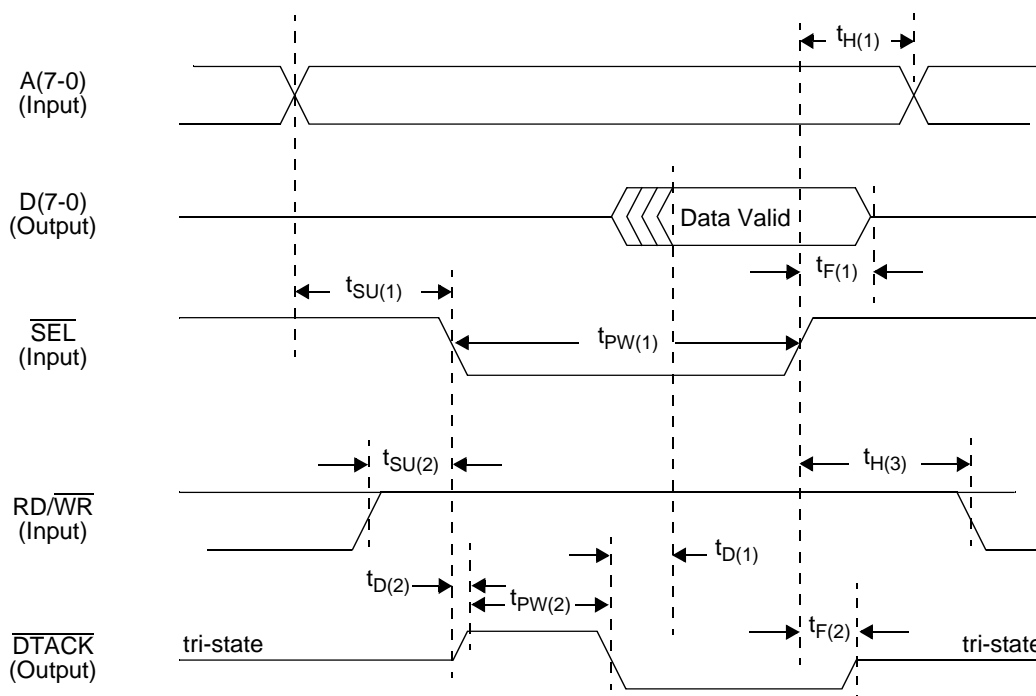 tH(1)
A(7-0)
(Input)
D(7-0)
(Output)
Data Valid
tF(1)
tSU(1)
SEL
(Input)
tPW(1)
tSU(2)
tH(3)
RD/WR
(Input)
tD(1)
tD(2)
tPW(2)
tF(2)
DTACK
(Output)
tri-state
tri-state